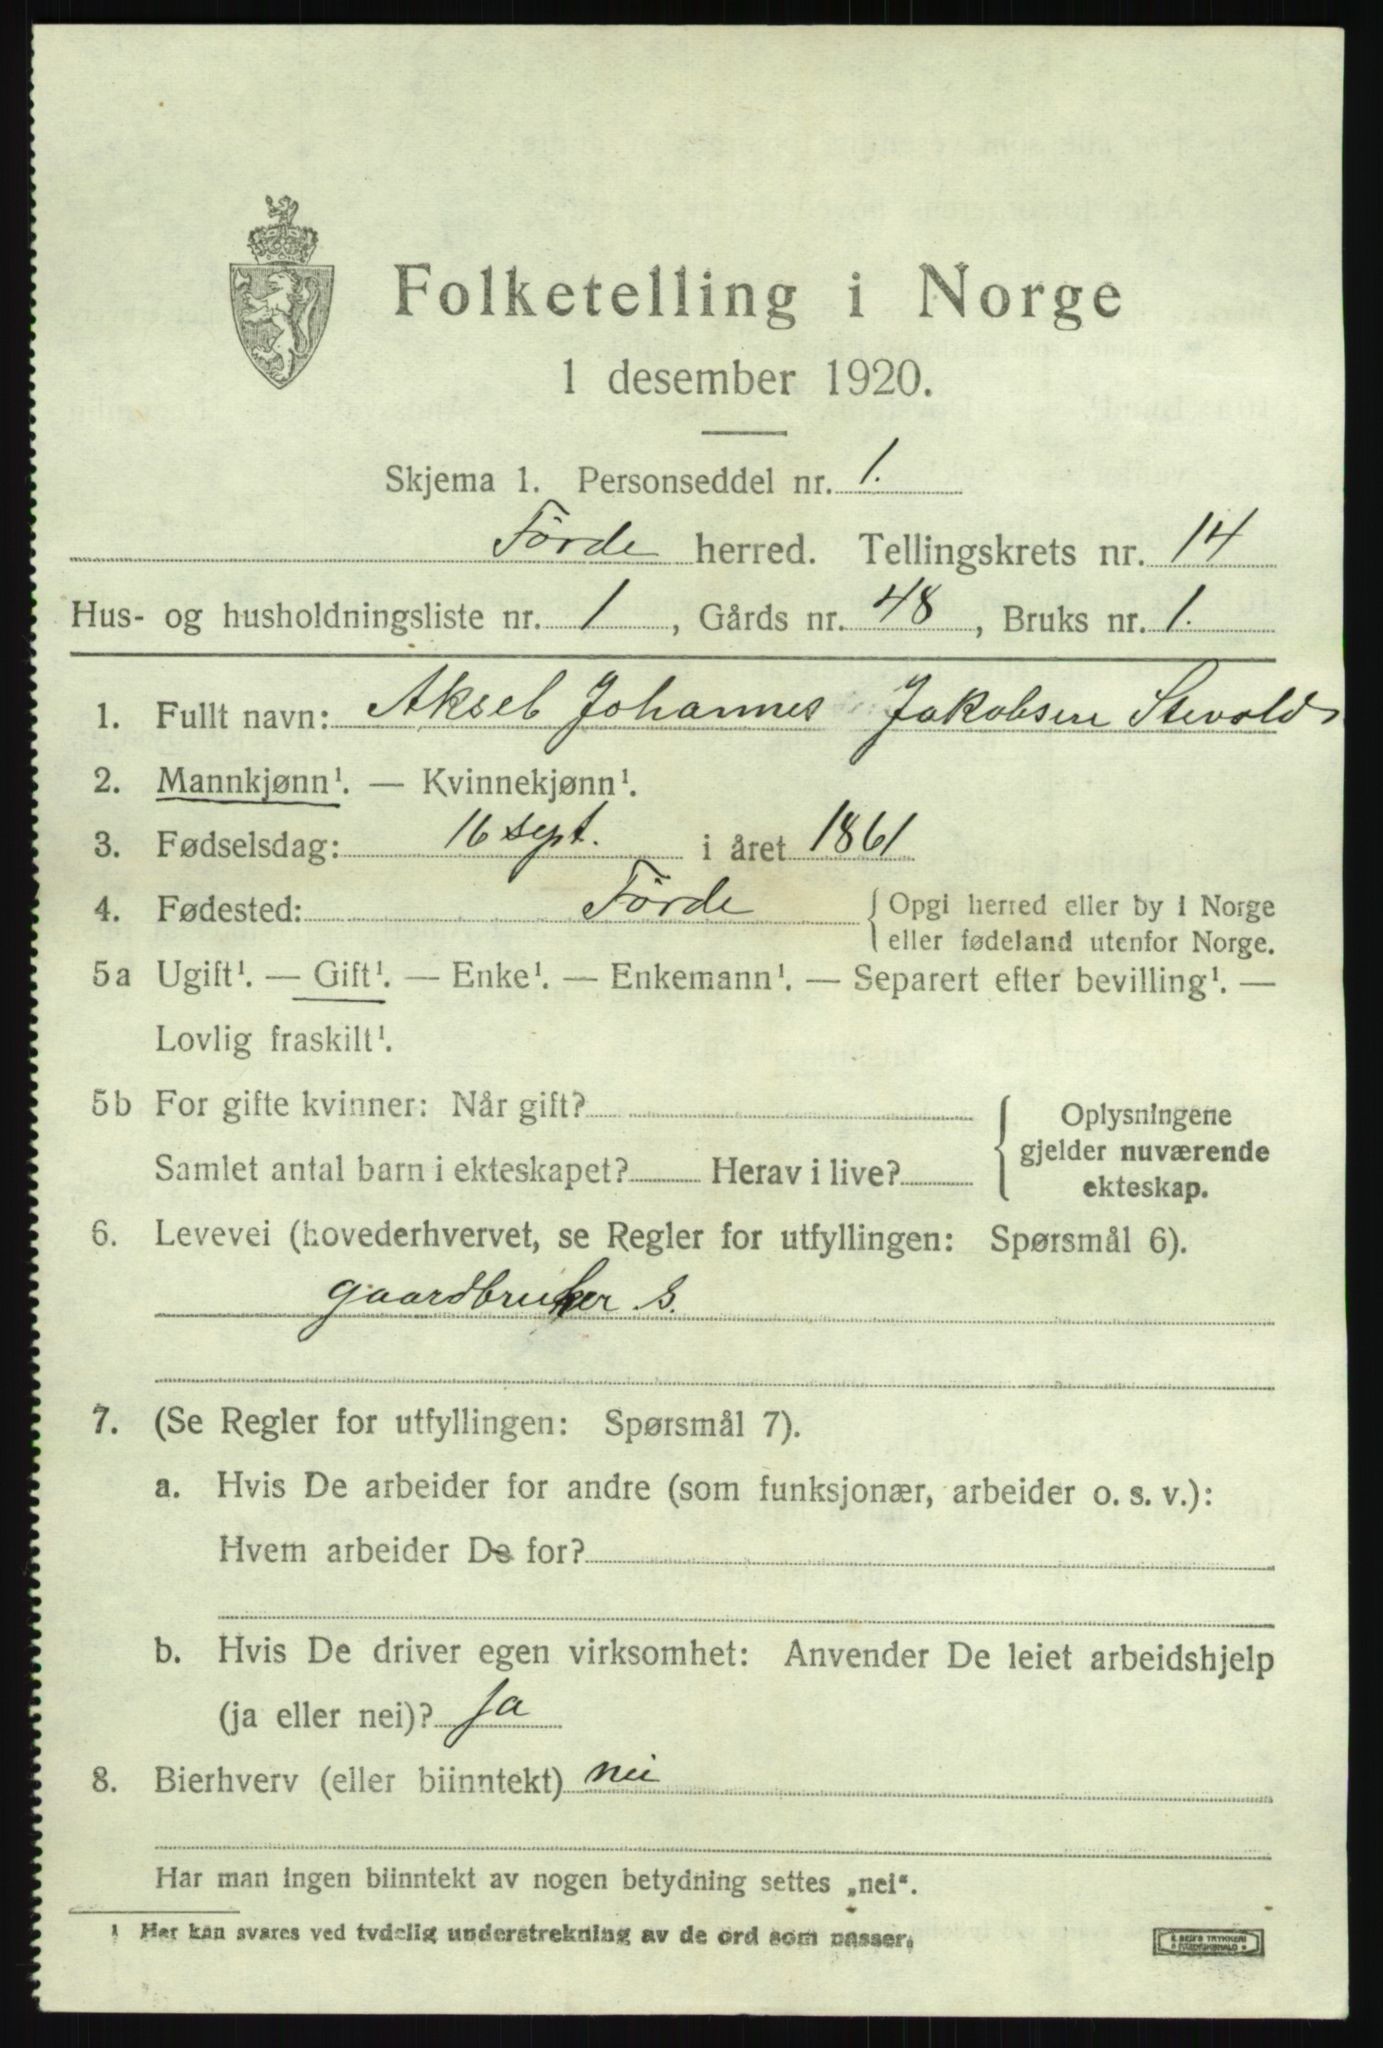 Folketelling i Norge
1 desember 1920.
Skjema 1. Personseddel nr. 1.
Förde herred. Tellingskrets nr. 14
Hus- og husholdningsliste nr. 1, Gårds nr. 48, Bruks nr. 1.
1. Fullt navn: Aksel Johannes Jakobsen Stevold
2. Mannkjønn¹. — Kvinnekjønn¹.
3. Fødselsdag: 16 sept. i året 1861
4. Fødested: Förde { Opgi herred eller by i Norge
eller fødeland utenfor Norge.
5a Ugift¹. — Gift¹. — Enke¹. — Enkemann¹. — Separert efter bevilling¹. —
Lovlig fraskilt¹.
5b For gifte kvinner: Når gift?
Samlet antal barn i ekteskapet? Herav i live?
Oplysningene
gjelder nuværende
ekteskap.
6. Levevei (hovederhvervet, se Regler for utfyllingen: Spørsmål 6).
gaardbruker s.
7. (Se Regler for utfyllingen: Spørsmål 7).
a. Hvis De arbeider for andre (som funksjonær, arbeider o. s. v.):
Hvem arbeider De for?
b. Hvis De driver egen virksomhet: Anvender De leiet arbeidshjelp
(ja eller nei)? Ja
8. Bierhverv (eller biinntekt) nei
Har man ingen biinntekt av nogen betydning settes „nei“.
¹ Her kan svares ved tydelig understrekning av de ord som passer.